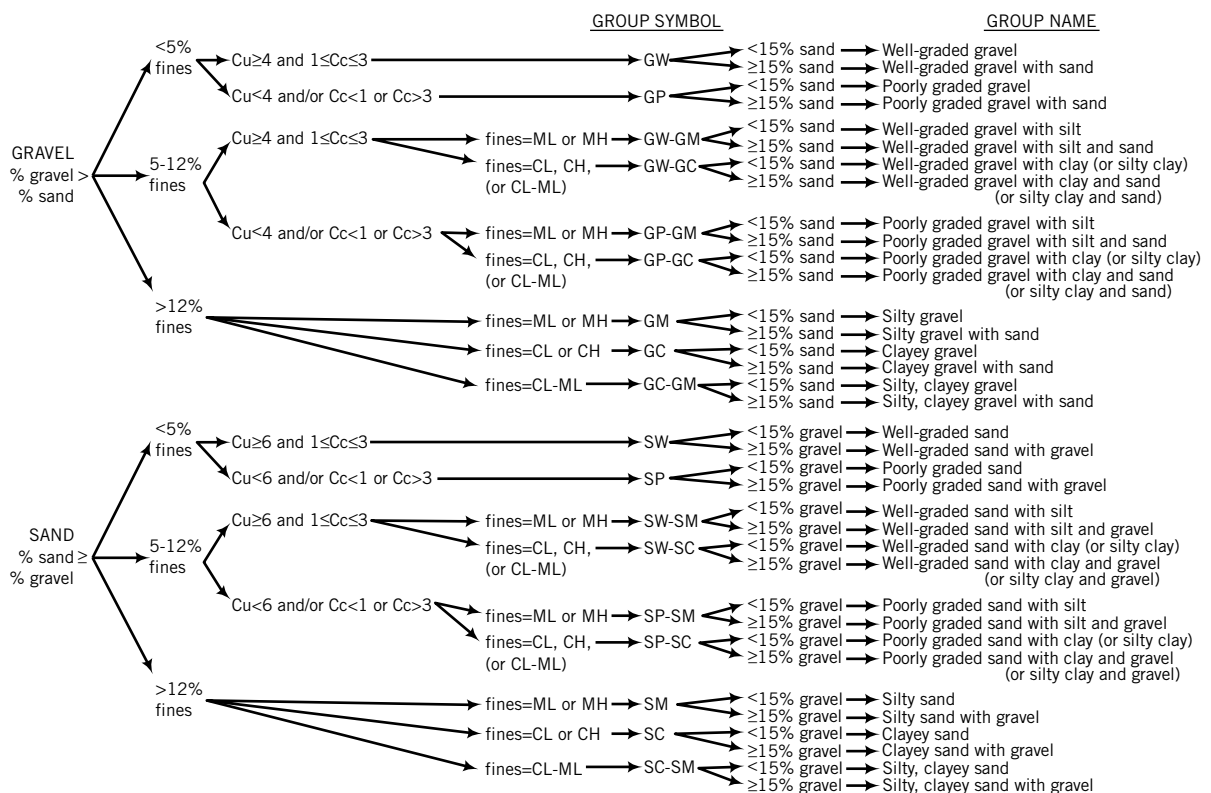 GROUP SYMBOL GROUP NAME
<5% fines Cu≥4 and 1≤Cc≤3 GW <15% sand Well-graded gravel
≥15% sand Well-graded gravel with sand
Cu<4 and/or Cc<1 or Cc>3 GP <15% sand Poorly graded gravel
≥15% sand Poorly graded gravel with sand
GRAVEL
% gravel >
% sand
5-12% fines Cu≥4 and 1≤Cc≤3 fines=ML or MH GW-GM <15% sand Well-graded gravel with silt
≥15% sand Well-graded gravel with silt and sand
fines=CL, CH, (or CL-ML) GW-GC <15% sand Well-graded gravel with clay (or silty clay)
≥15% sand Well-graded gravel with clay and sand
(or silty clay and sand)
Cu<4 and/or Cc<1 or Cc>3 fines=ML or MH GP-GM <15% sand Poorly graded gravel with silt
≥15% sand Poorly graded gravel with silt and sand
fines=CL, CH, (or CL-ML) GP-GC <15% sand Poorly graded gravel with clay (or silty clay)
≥15% sand Poorly graded gravel with clay and sand
(or silty clay and sand)
>12% fines fines=ML or MH GM <15% sand Silty gravel
≥15% sand Silty gravel with sand
fines=CL or CH GC <15% sand Clayey gravel
≥15% sand Clayey gravel with sand
fines=CL-ML GC-GM <15% sand Silty, clayey gravel
≥15% sand Silty, clayey gravel with sand
<5% fines Cu≥6 and 1≤Cc≤3 SW <15% gravel Well-graded sand
≥15% gravel Well-graded sand with gravel
Cu<6 and/or Cc<1 or Cc>3 SP <15% gravel Poorly graded sand
≥15% gravel Poorly graded sand with gravel
SAND
% sand ≥
% gravel
5-12% fines Cu≥6 and 1≤Cc≤3 fines=ML or MH SW-SM <15% gravel Well-graded sand with silt
≥15% gravel Well-graded sand with silt and gravel
fines=CL, CH, (or CL-ML) SW-SC <15% gravel Well-graded sand with clay (or silty clay)
≥15% gravel Well-graded sand with clay and gravel
(or silty clay and gravel)
Cu<6 and/or Cc<1 or Cc>3 fines=ML or MH SP-SM <15% gravel Poorly graded sand with silt
≥15% gravel Poorly graded sand with silt and gravel
fines=CL, CH, (or CL-ML) SP-SC <15% gravel Poorly graded sand with clay (or silty clay)
≥15% gravel Poorly graded sand with clay and gravel
(or silty clay and gravel)
>12% fines fines=ML or MH SM <15% gravel Silty sand
≥15% gravel Silty sand with gravel
fines=CL or CH SC <15% gravel Clayey sand
≥15% gravel Clayey sand with gravel
fines=CL-ML SC-SM <15% gravel Silty, clayey sand
≥15% gravel Silty, clayey sand with gravel